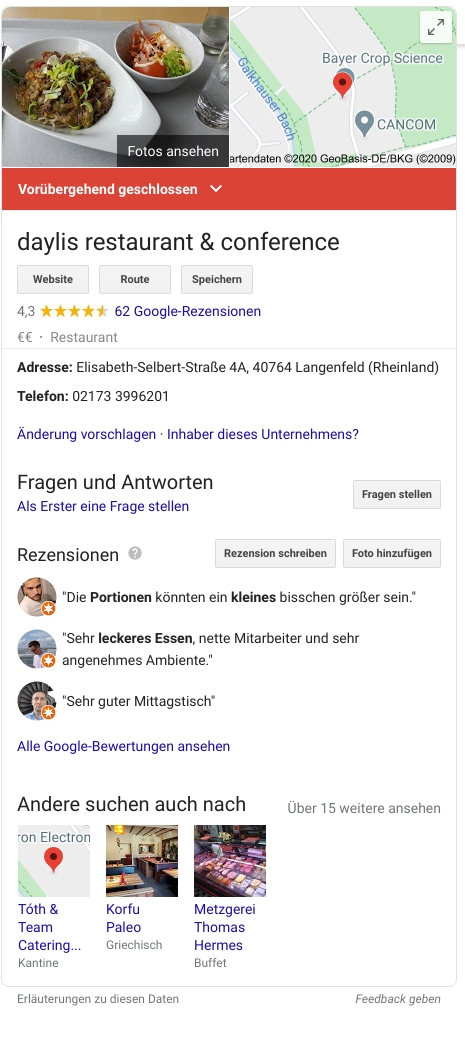 Bayer Crop Science
Galkhauser Bach
CANCOM
Fotos ansehen
artendaten ©2020 GeoBasis-DE/BKG (©2009)
Vorübergehend geschlossen
daylis restaurant & conference
Website Route Speichern
4,3 62 Google-Rezensionen
€€ · Restaurant
Adresse: Elisabeth-Selbert-Straße 4A, 40764 Langenfeld (Rheinland)
Telefon: 02173 3996201
Änderung vorschlagen · Inhaber dieses Unternehmens?
Fragen und Antworten
Fragen stellen
Als Erster eine Frage stellen
Rezensionen ? Rezension schreiben Foto hinzufügen
"Die Portionen könnten ein kleines bisschen größer sein."
"Sehr leckeres Essen, nette Mitarbeiter und sehr
angenehmes Ambiente."
"Sehr guter Mittagstisch"
Alle Google-Bewertungen ansehen
Andere suchen auch nach Über 15 weitere ansehen
ron Electron
Tóth &
Team
Catering...
Kantine
Korfu
Paleo
Griechisch
Metzgerei
Thomas
Hermes
Buffet
Erläuterungen zu diesen Daten Feedback geben